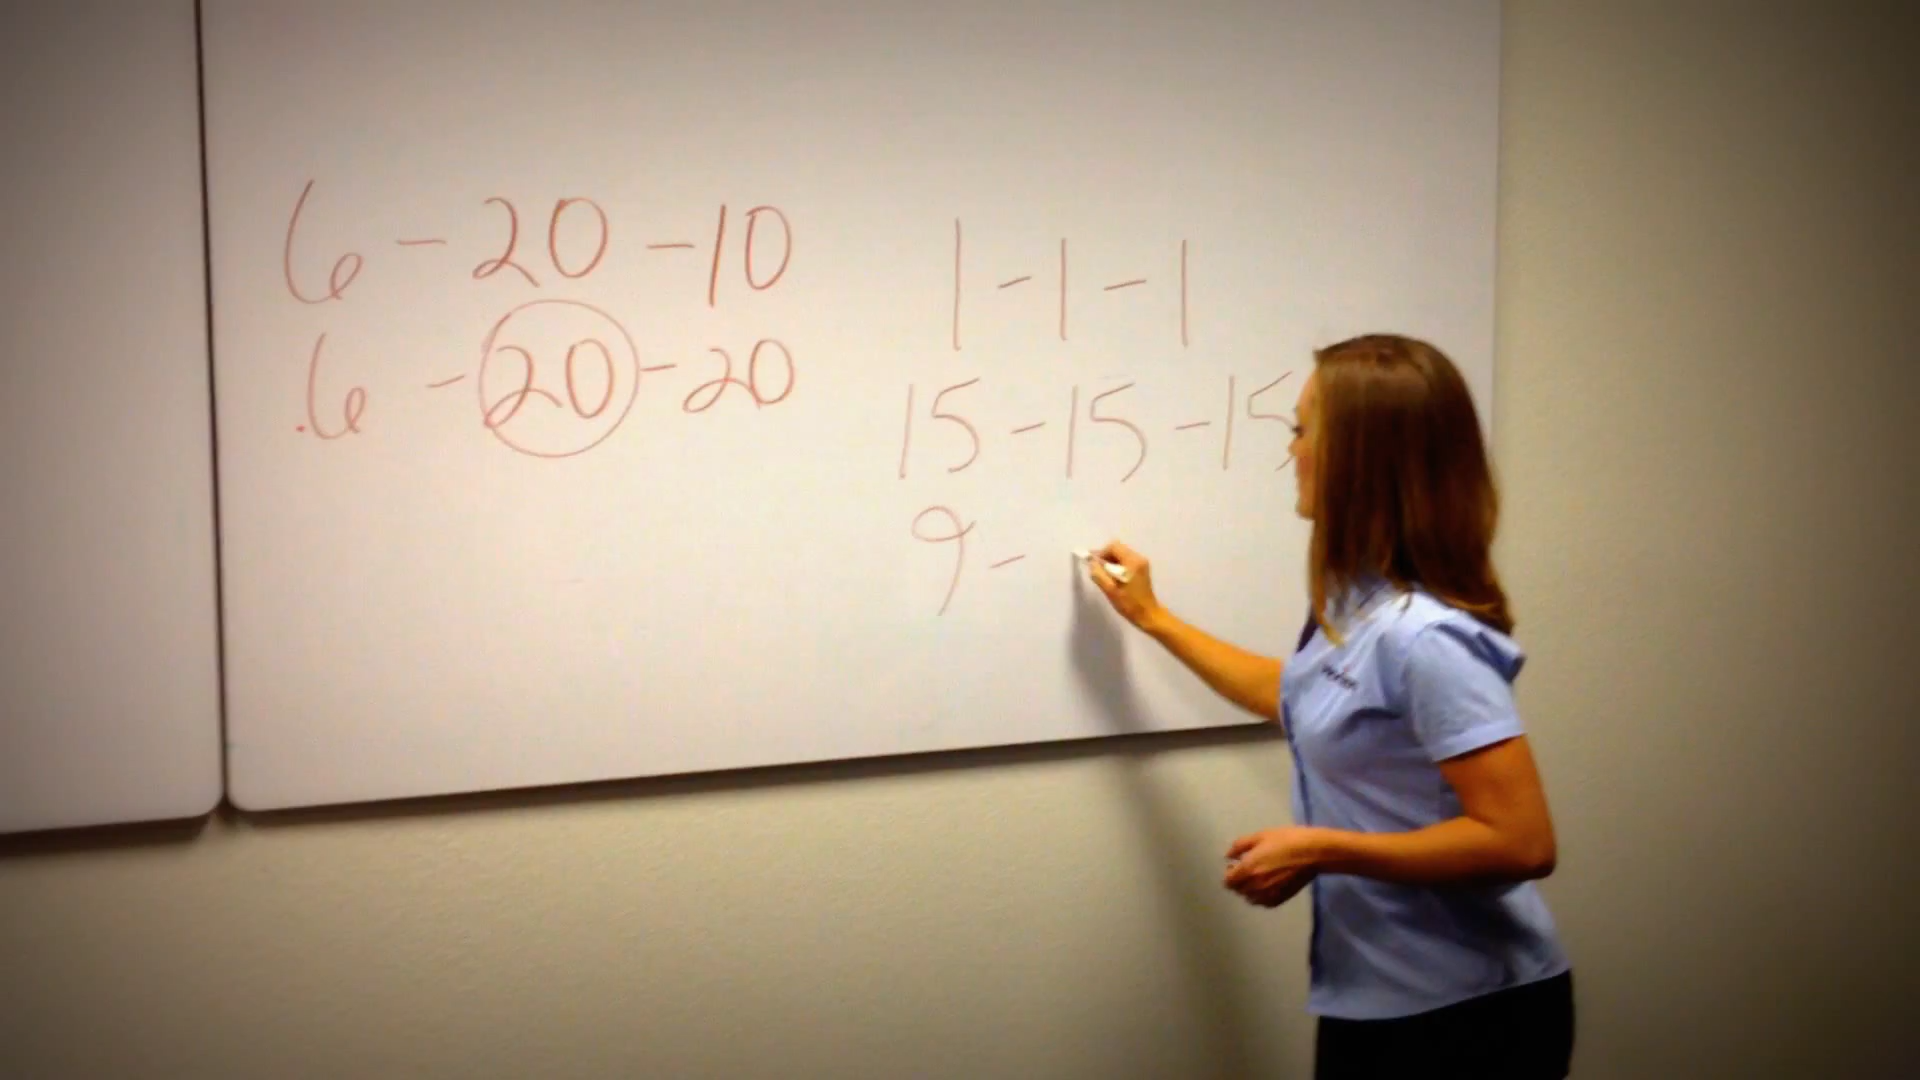 6 - 20 - 10
.6 - 20 - 20
1 - 1 - 1
15 - 15 - 15
9 -